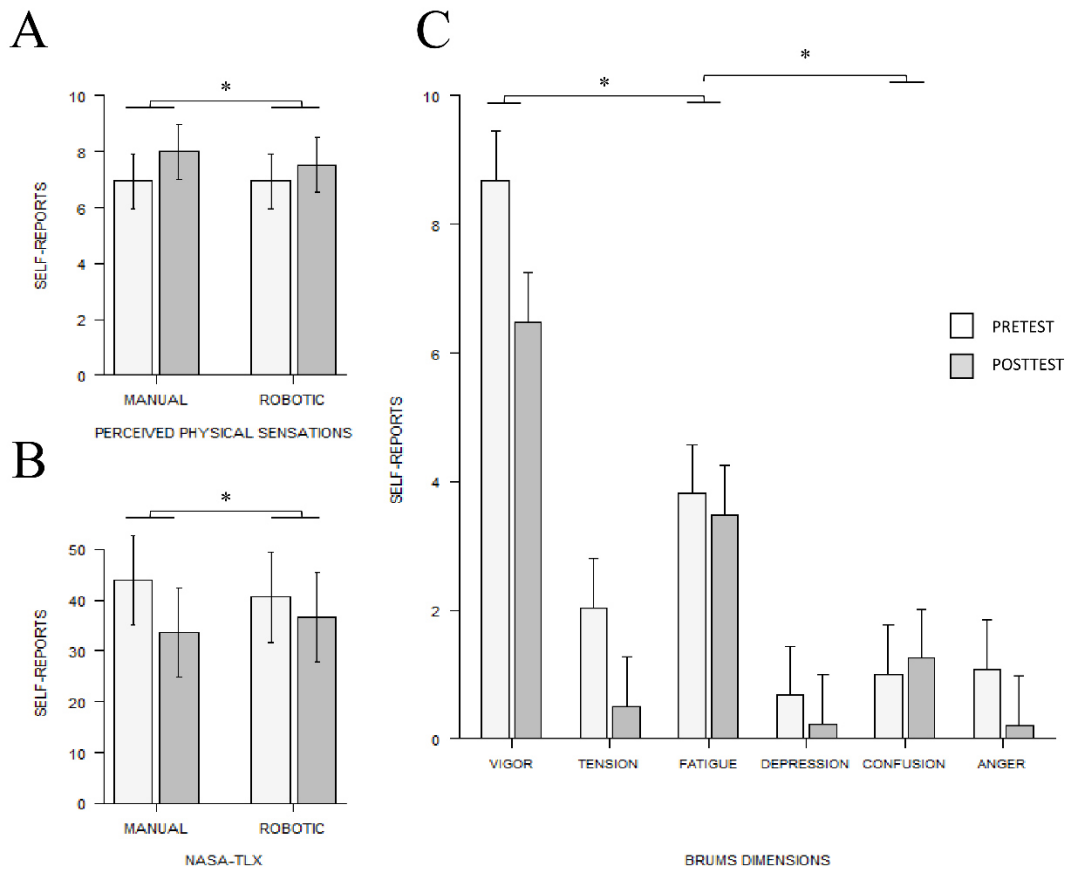 A
*
10
8
6
4
2
0
SELF-REPORTS
MANUAL ROBOTIC
PERCEIVED PHYSICAL SENSATIONS
B
*
50
40
30
20
10
0
SELF-REPORTS
MANUAL ROBOTIC
NASA-TLX
C
*
*
10
8
6
4
2
0
SELF-REPORTS
PRETEST
POSTTEST
VIGOR TENSION FATIGUE DEPRESSION CONFUSION ANGER
BRUMS DIMENSIONS